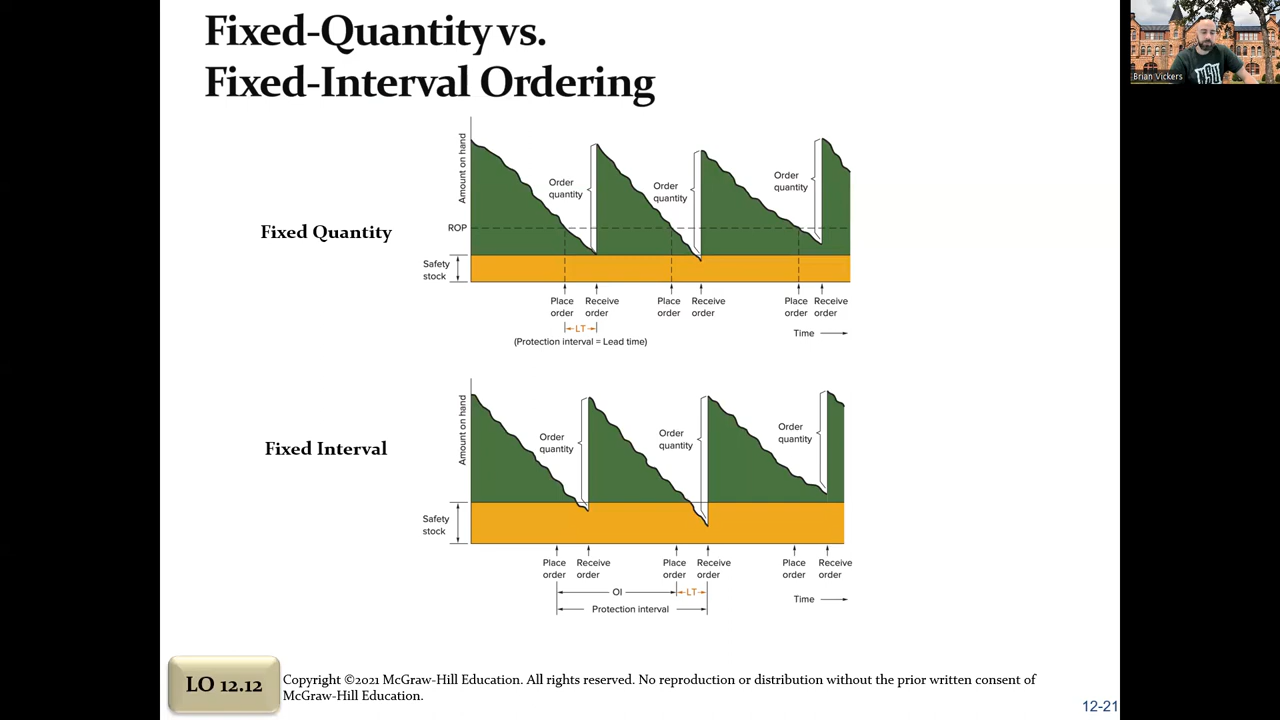 Fixed-Quantity vs.
Fixed-Interval Ordering
Brian Vickers
Fixed Quantity
Amount on hand
ROP
Safety
stock
Order
quantity
Order
quantity
Order
quantity
Place
order
Receive
order
Place
order
Receive
order
Place
order
Receive
order
LT
(Protection interval = Lead time)
Time
Fixed Interval
Amount on hand
Safety
stock
Order
quantity
Order
quantity
Order
quantity
Place
order
Receive
order
Place
order
Receive
order
Place
order
Receive
order
OI
LT
Protection interval
Time
LO 12.12
Copyright ©2021 McGraw-Hill Education. All rights reserved. No reproduction or distribution without the prior written consent of
McGraw-Hill Education.
12-21